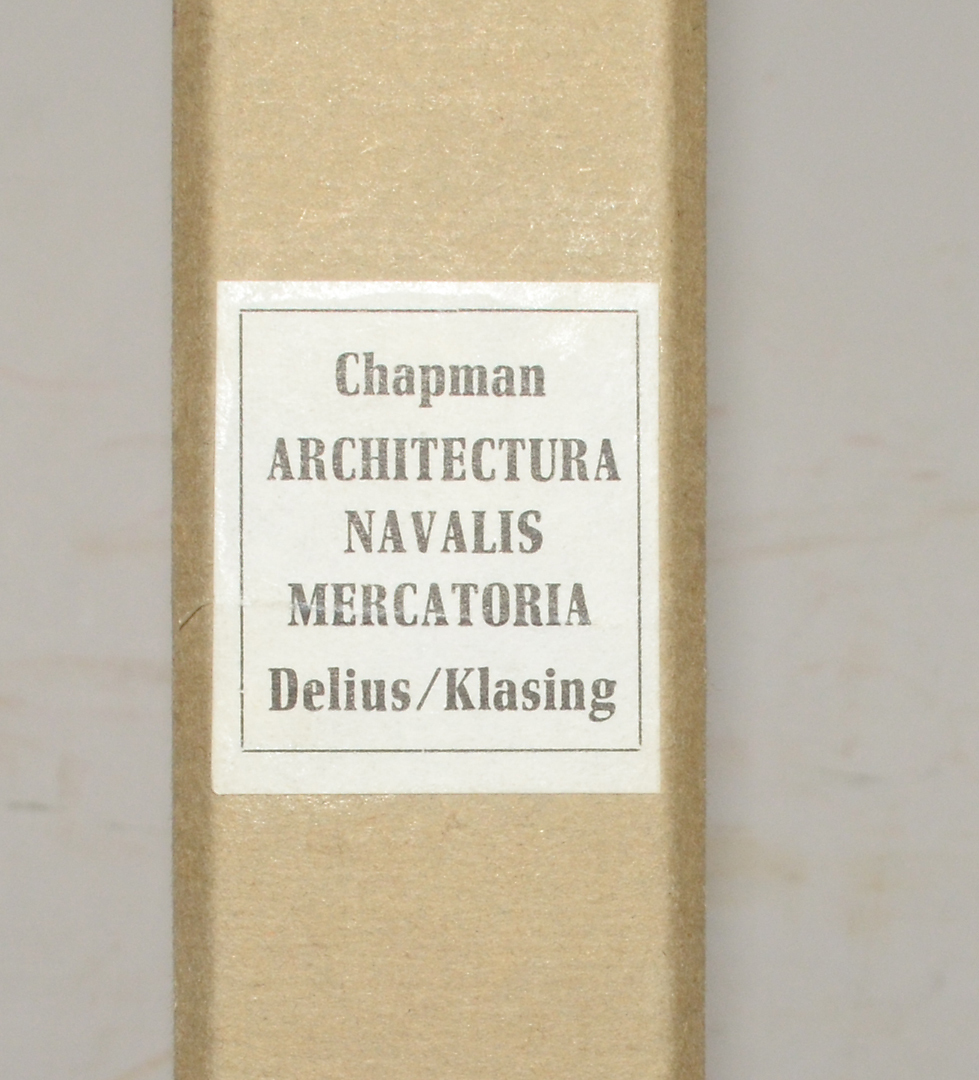 Chapman
ARCHITECTURA
NAVALIS
MERCATORIA
Delius/Klasing